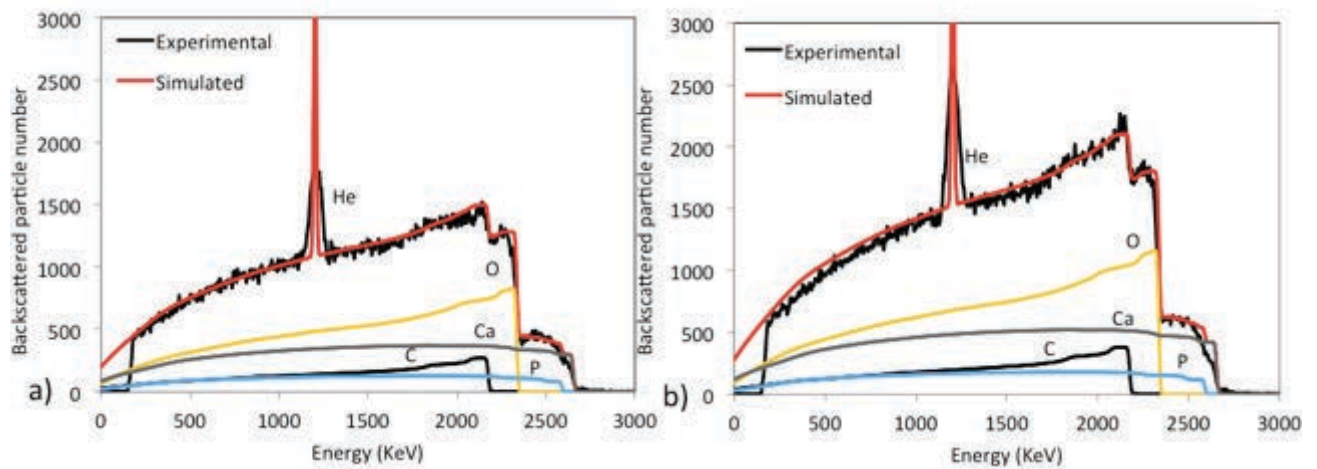 3000
2500
2000
1500
1000
500
0
Backscattered particle number
Experimental
Simulated
He
O
Ca
C
P
a)
0 500 1000 1500 2000 2500 3000
Energy (KeV)
3000
2500
2000
1500
1000
500
0
Backscattered particle number
Experimental
Simulated
He
O
Ca
C
P
b)
0 500 1000 1500 2000 2500 3000
Energy (KeV)